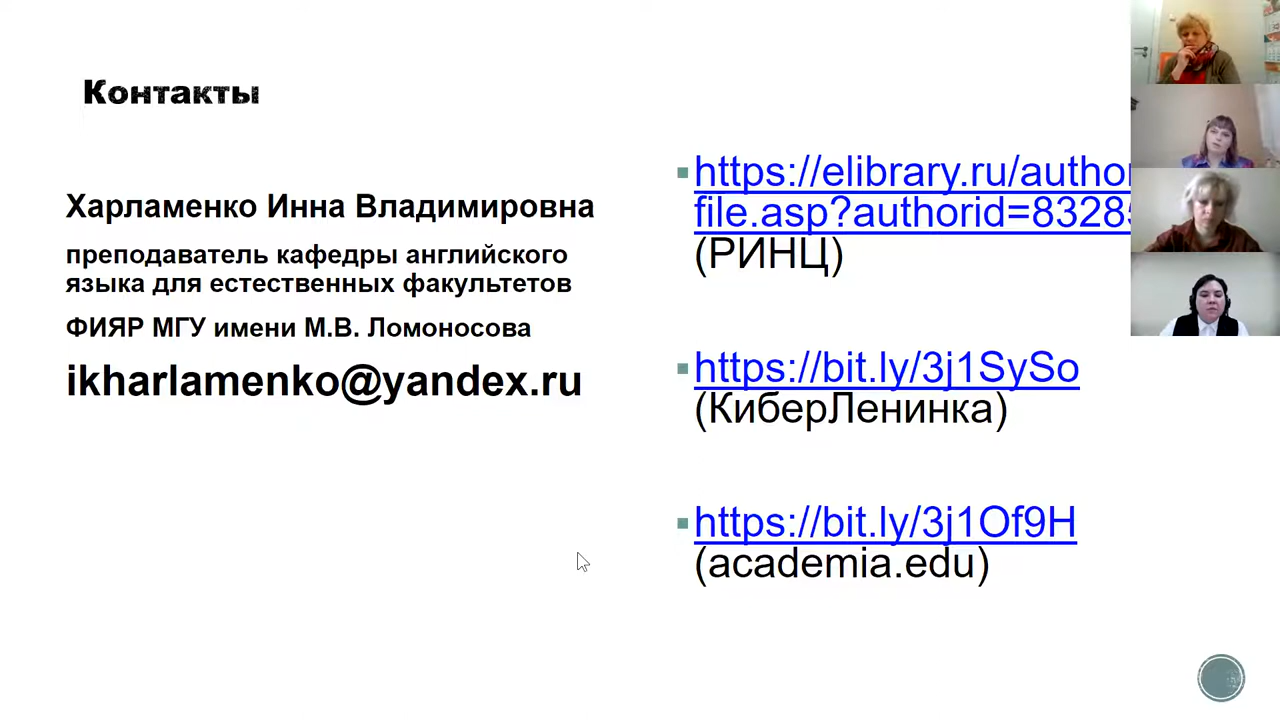 Контакты
Харламенко Инна Владимировна
преподаватель кафедры английского
языка для естественных факультетов
ФИЯР МГУ имени М.В. Ломоносова
ikharlamenko@yandex.ru
https://elibrary.ru/autho
file.asp?authorid=8328
(РИНЦ)
https://bit.ly/3j1SySo
(КиберЛенинка)
https://bit.ly/3j1Of9H
(academia.edu)